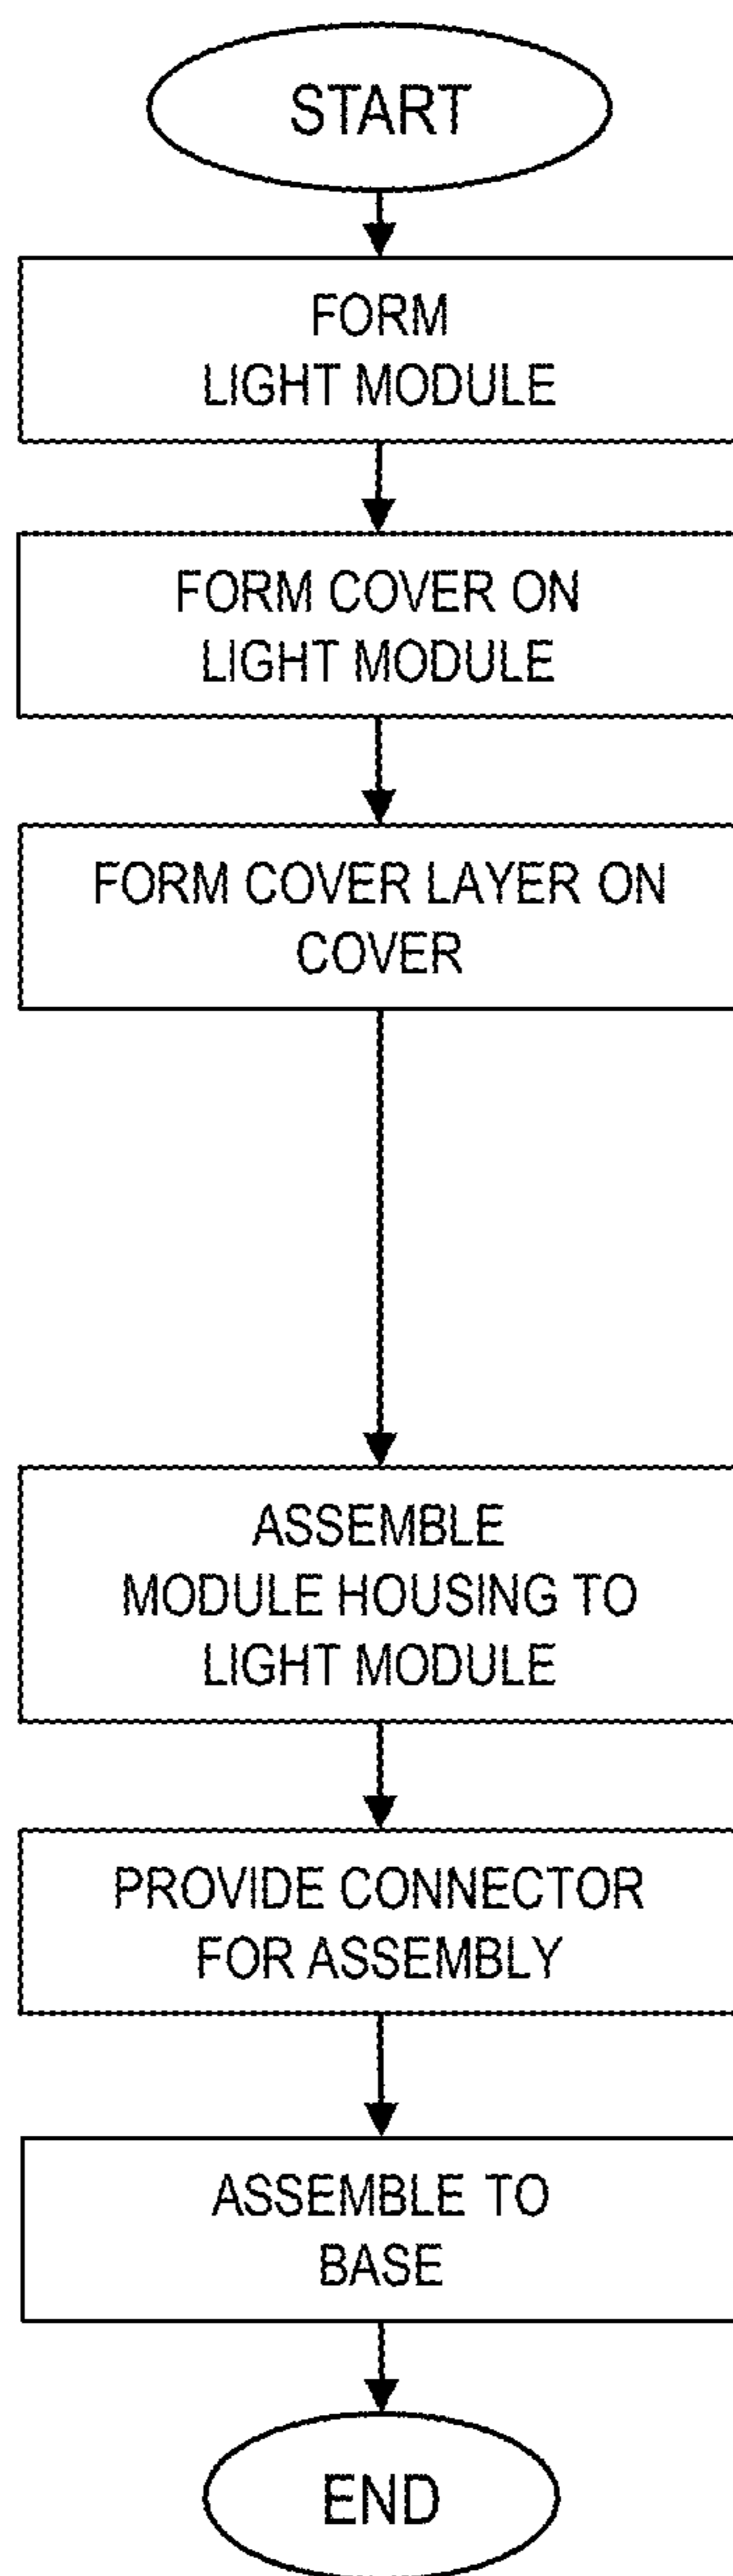 START
FORM
LIGHT MODULE
FORM COVER ON
LIGHT MODULE
FORM COVER LAYER ON
COVER
ASSEMBLE
MODULE HOUSING TO
LIGHT MODULE
PROVIDE CONNECTOR
FOR ASSEMBLY
ASSEMBLE TO
BASE
END